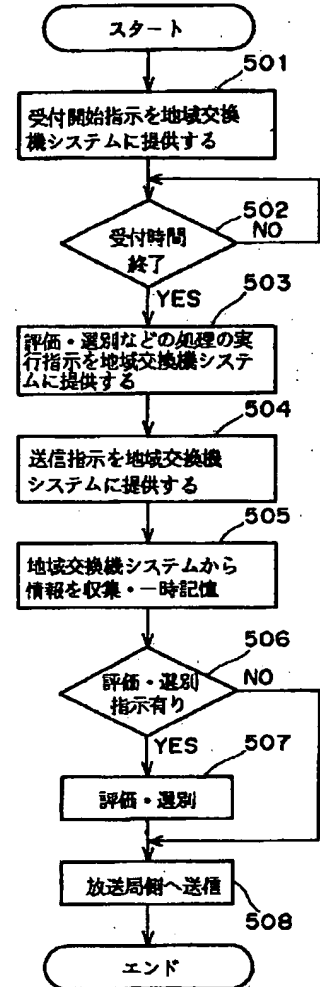 スタート
501
受付開始指示を地域交換
機システムに提供する
502
受付時間
終了
NO
YES
503
評価・選別などの処理の実
行指示を地域交換機システ
ムに提供する
504
送信指示を地域交換機
システムに提供する
505
地域交換機システムから
情報を収集・一時記憶
506
評価・選別
指示有り
NO
YES
507
評価・選別
放送局側へ送信
508
エンド